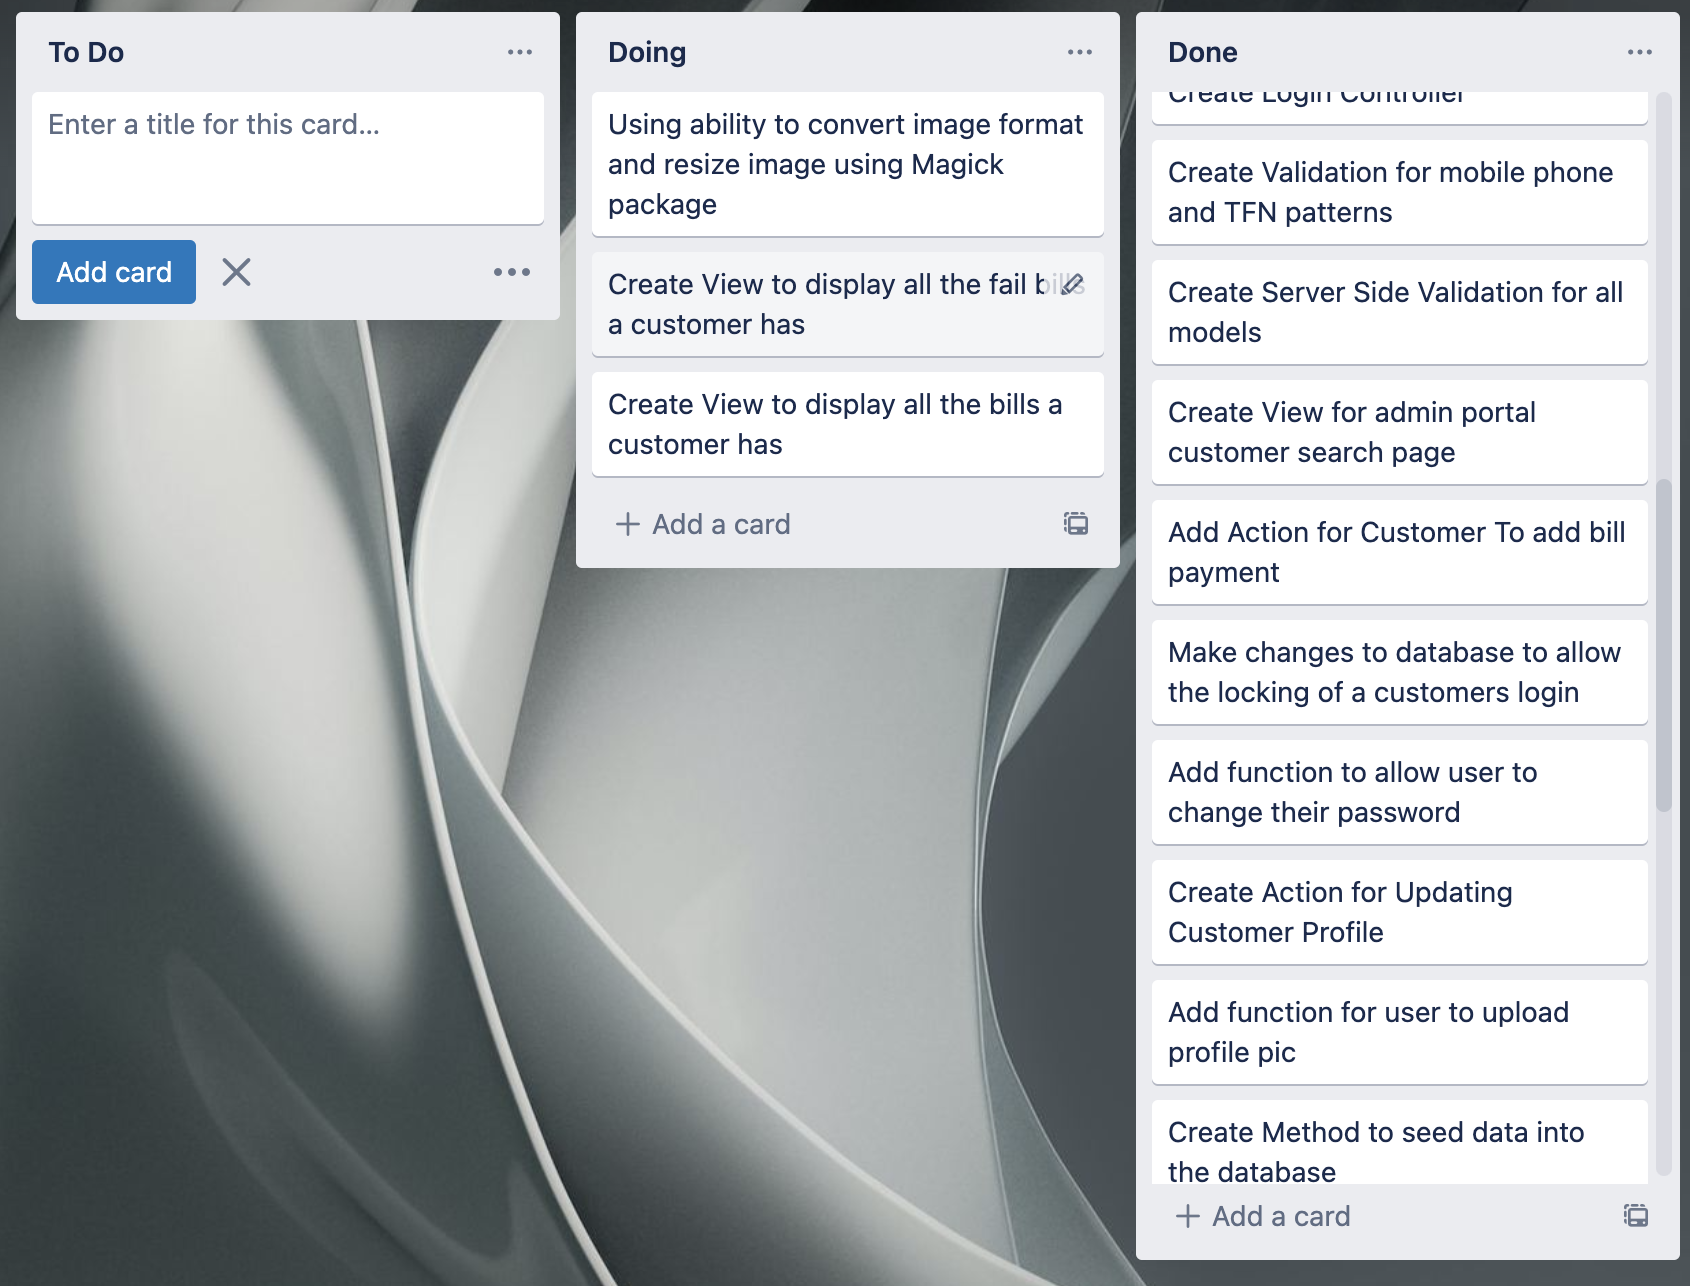 To Do
Enter a title for this card...
Add card
Doing
Using ability to convert image format
and resize image using Magick
package
Create View to display all the fail bills
a customer has
Create View to display all the bills a
customer has
Add a card
Done
Create Login Controller
Create Validation for mobile phone
and TFN patterns
Create Server Side Validation for all
models
Create View for admin portal
customer search page
Add Action for Customer To add bill
payment
Make changes to database to allow
the locking of a customers login
Add function to allow user to
change their password
Create Action for Updating
Customer Profile
Add function for user to upload
profile pic
Create Method to seed data into
the database
Add a card